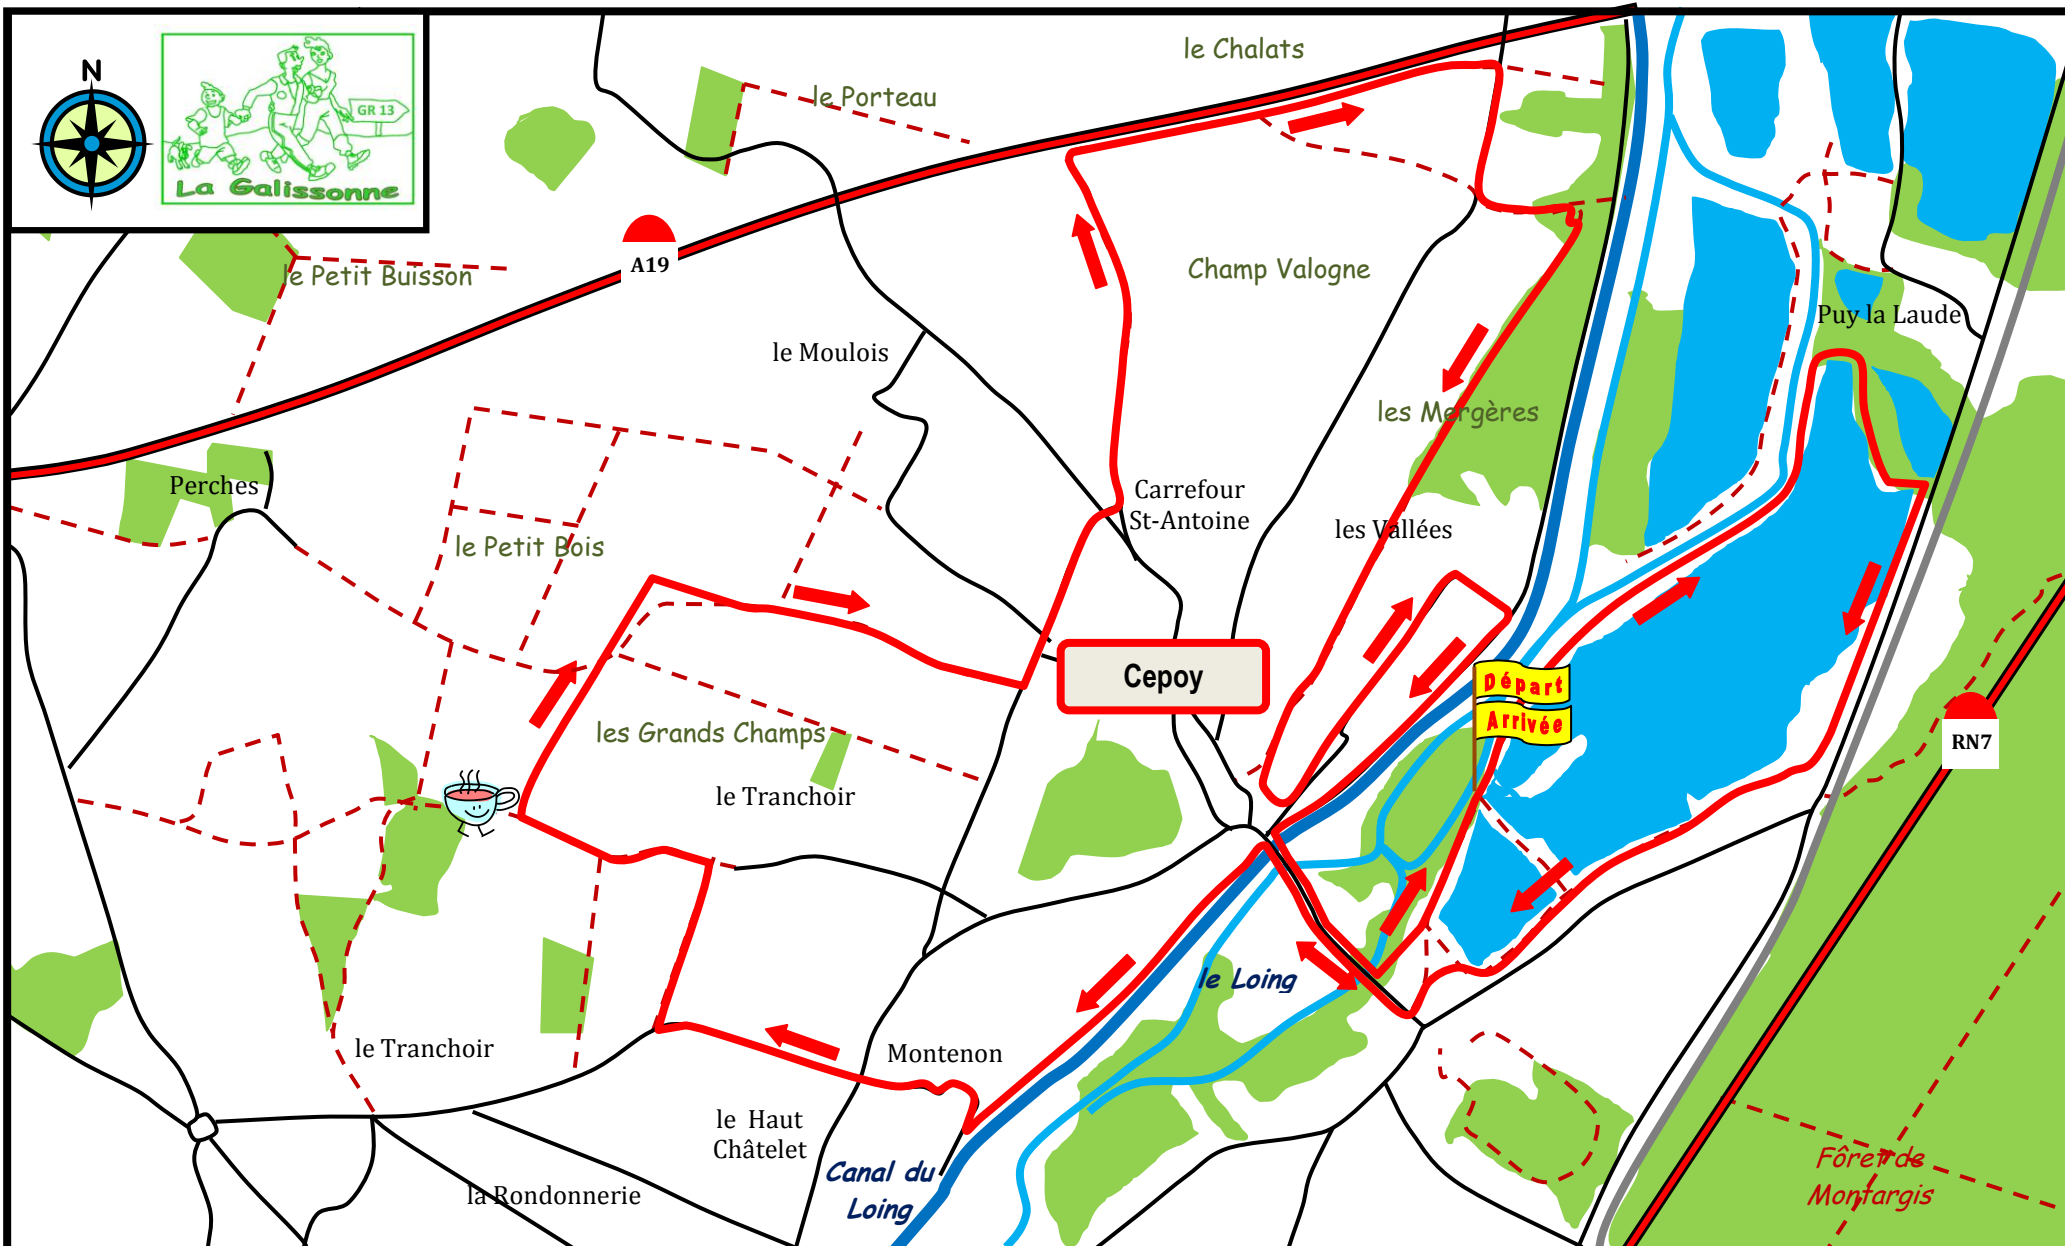 N
GR 13
La Galissonne
le Chalats
le Porteau
A19
le Petit Buisson
Champ Valogne
Puy la Laude
le Moulois
les Mergères
Perches
Carrefour
St-Antoine
les Vallées
le Petit Bois
Cepoy
Départ
Arrivée
les Grands Champs
RN7
le Tranchoir
le Loing
le Tranchoir
Montenon
le Haut
Châtelet
Canal du
Loing
la Rondonnerie
Fôret de
Montargis